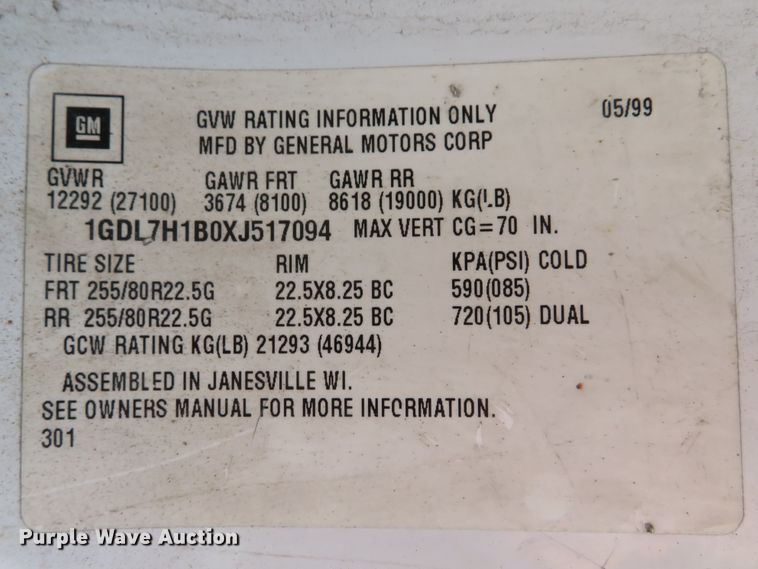 GM
GVW RATING INFORMATION ONLY 05/99
MFD BY GENERAL MOTORS CORP
GVWR GAWR FRT GAWR RR
12292 (27100) 3674 (8100) 8618 (19000) KG(LB)
1GDL7H1B0XJ517094 MAX VERT CG=70 IN.
TIRE SIZE RIM KPA(PSI) COLD
FRT 255/80R22.5G 22.5X8.25 BC 590(085)
RR 255/80R22.5G 22.5X8.25 BC 720(105) DUAL
GCW RATING KG(LB) 21293 (46944)
ASSEMBLED IN JANESVILLE WI.
SEE OWNERS MANUAL FOR MORE INFORMATION.
301
Purple Wave Auction